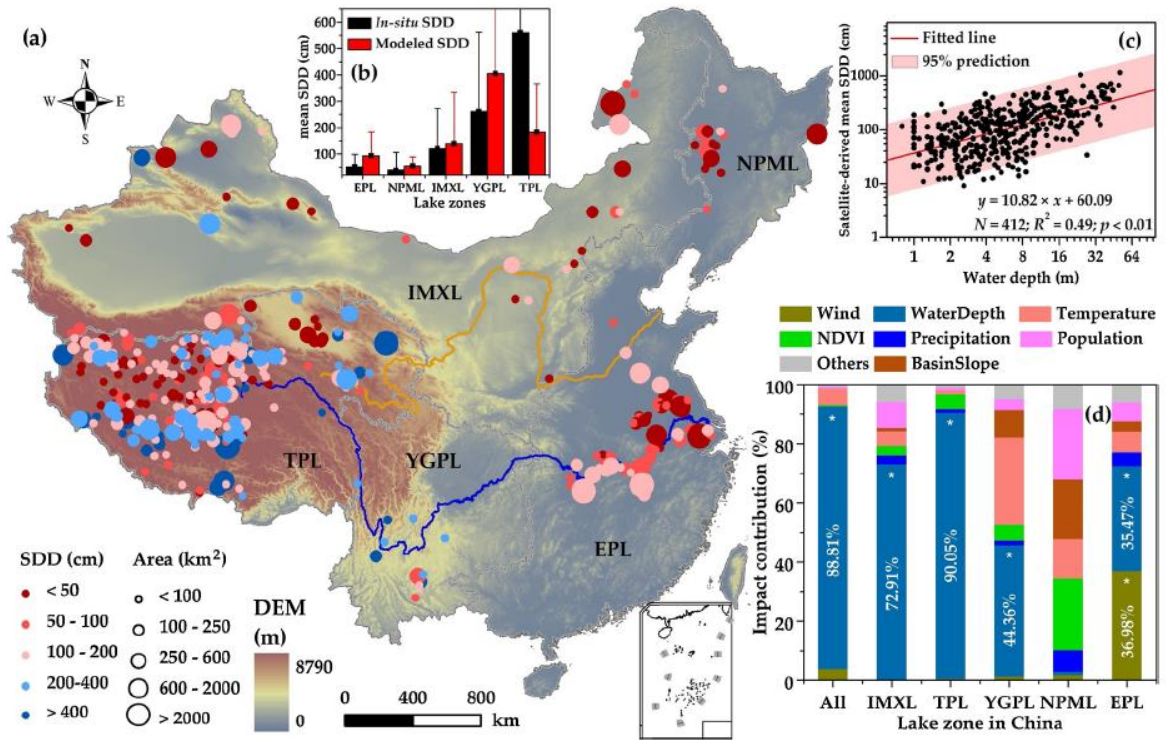 (a)
N
W E
S
IMXL
NPML
TPL
YGPL
EPL
SDD (cm)
< 50
50 - 100
100 - 200
200-400
> 400
Area (km²)
< 100
100 - 250
250 - 600
600 - 2000
> 2000
DEM
(m)
8790
0
0 400 800
km
(b)
In-situ SDD
Modeled SDD
mean SDD (cm)
600
500
400
300
200
100
EPL NPML IMXL YGPL TPL
Lake zones
(c)
Fitted line
95% prediction
Satellite-derived mean SDD (cm)
1000
100
10
1
y = 10.82 × x + 60.09
N = 412; R² = 0.49; p < 0.01
1 2 4 8 16 32 64
Water depth (m)
Wind WaterDepth Temperature
NDVI Precipitation Population
Others BasinSlope
(d)
Impact contribution (%)
100
80
60
40
20
0
* * * * * *
88.81%
72.91%
90.05%
44.36%
35.47%
36.98%
All IMXL TPL YGPL NPML EPL
Lake zone in China